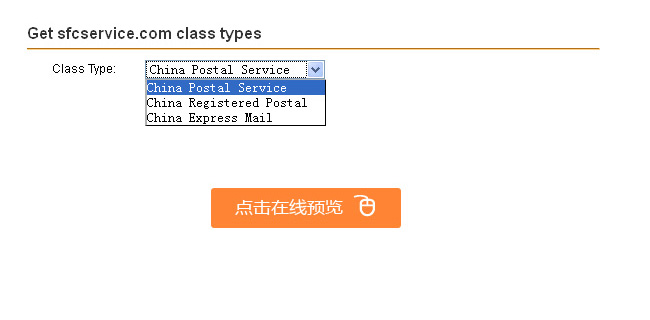 Get sfcservice.com class types
Class Type: China Postal Service
China Postal Service
China Registered Postal
China Express Mail
点击在线预览